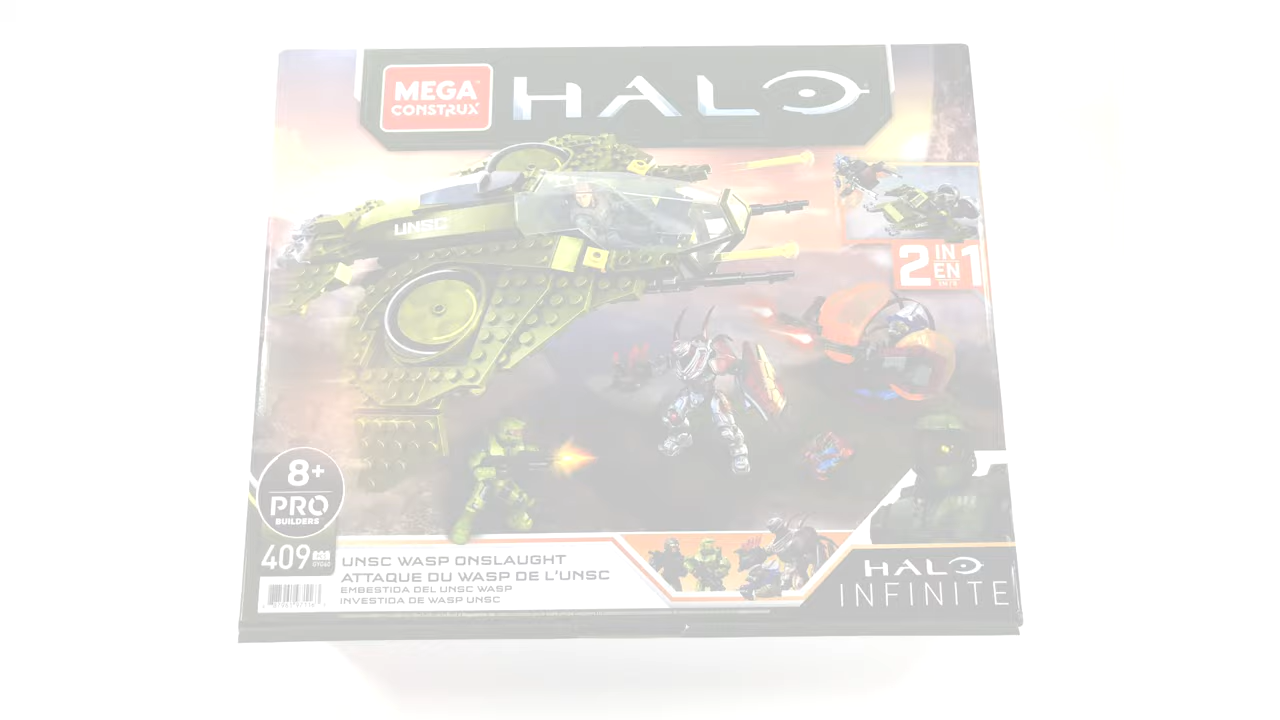 MEGA
CONSTRUX
HALO
UNSC
2 IN EN 1
8+
PRO
BUILDERS
409
UNSC WASP ONSLAUGHT
ATTAQUE DU WASP DE L'UNSC
EMBESTIDA DEL UNSC WASP
INVESTIDA DE WASP UNSC
HALO
INFINITE